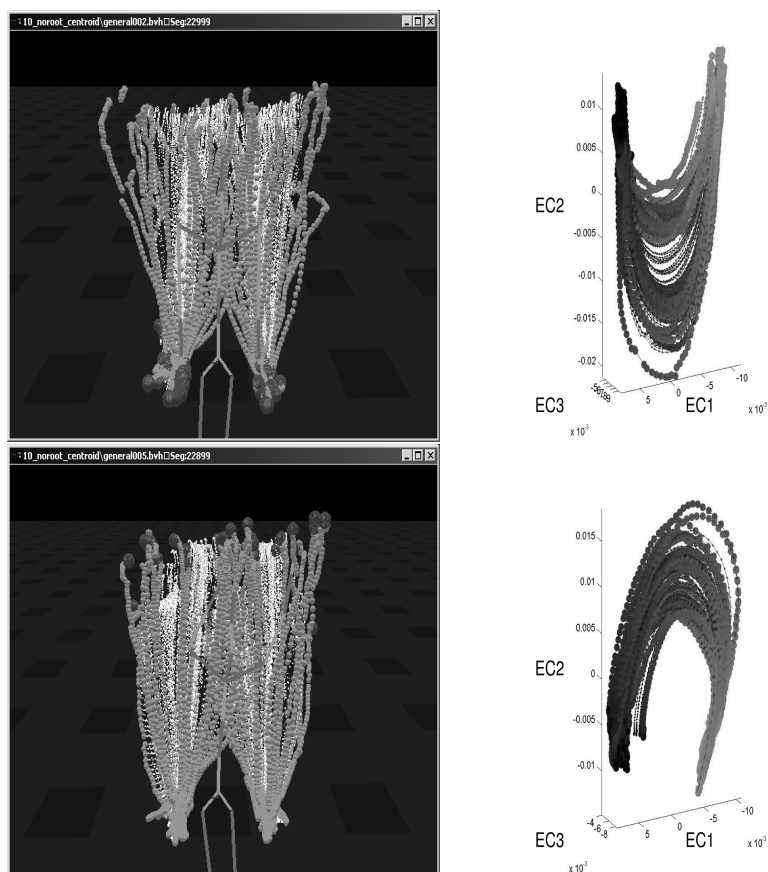 10_noroot_centroid\general002.bvh□Seg:22999
0.01
0.005
0
-0.005
-0.01
-0.015
-0.02
EC2
EC3
5
0
-5
-10
EC1
x 10⁻³
x 10⁻³
10_noroot_centroid\general005.bvh□Seg:22899
0.015
0.01
0.005
0
-0.005
-0.01
EC2
-4
-6
-8
EC3
5
0
-5
-10
EC1
x 10⁻³
x 10⁻³